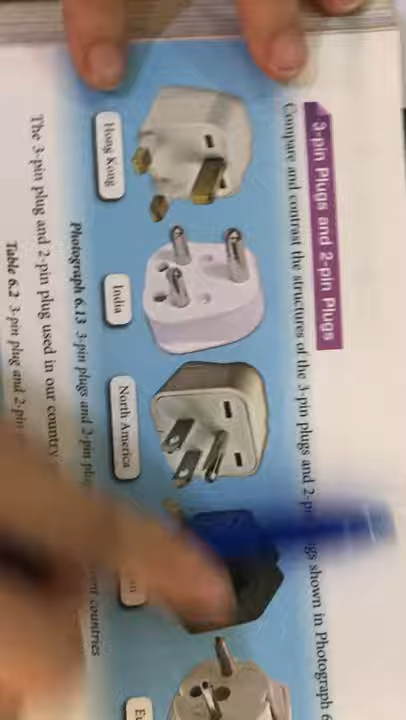 3-pin Plugs and 2-pin Plugs
Compare and contrast the structures of the 3-pin plugs and 2-pin plugs shown in Photograph 6
Hong Kong
India
North America
Photograph 6.13 3-pin plugs and 2-pin countries
The 3-pin plug and 2-pin plug used in our country
Table 6.2 3-pin plug and 2-pin